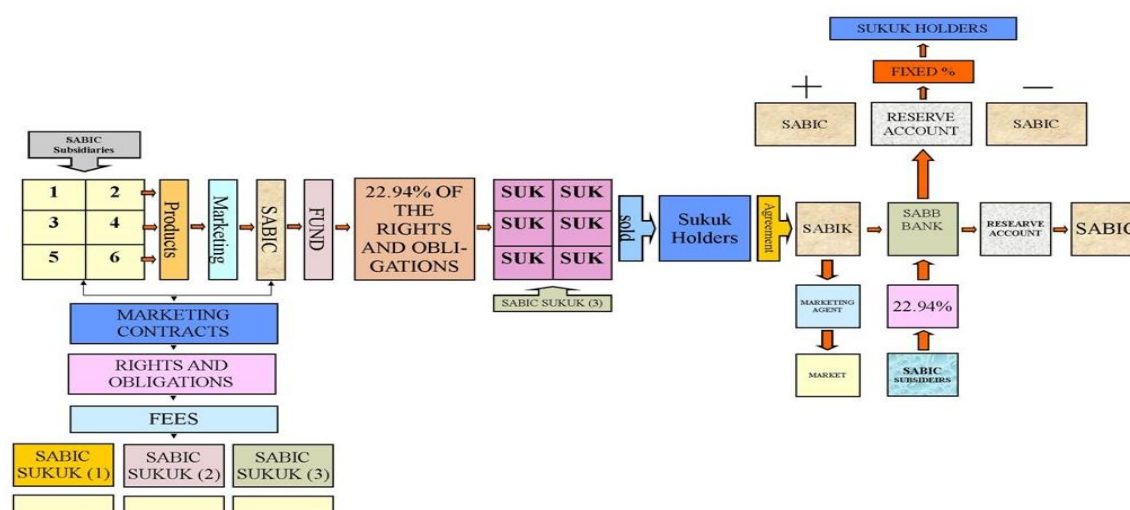 SUKUK HOLDERS
FIXED %
+
—
SABIC
RESERVE
ACCOUNT
SABIC
SABIC
Subsidiaries
1
2
3
4
5
6
Products
Marketing
SABIC
FUND
22.94% OF
THE
RIGHTS
AND OBLI-
GATIONS
SUK
SUK
SUK
SUK
SUK
SUK
SABIC SUKUK (3)
sold
Sukuk
Holders
Agreement
SABIK
SABB
BANK
RESEARVE
ACCOUNT
SABIC
MARKETING
AGENT
22.94%
MARKET
SABIC
SUBSIDEIRS
MARKETING
CONTRACTS
RIGHTS AND
OBLIGATIONS
FEES
SABIC
SUKUK (1)
SABIC
SUKUK (2)
SABIC
SUKUK (3)